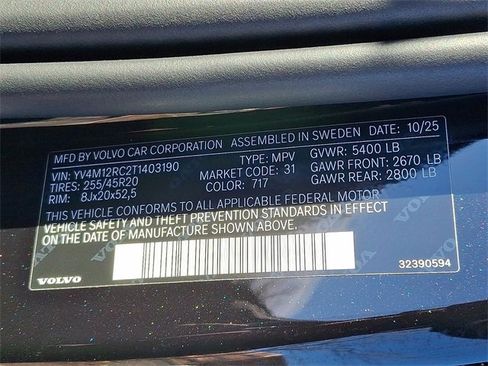 MFD BY VOLVO CAR CORPORATION ASSEMBLED IN SWEDEN DATE: 10/25
VIN: YV4M12RC2T1403190 TYPE: MPV GVWR: 5400 LB
TIRES: 255/45R20 MARKET CODE: 31 GAWR FRONT: 2670 LB
RIM: 8Jx20x52,5 COLOR: 717 GAWR REAR: 2800 LB
THIS VEHICLE CONFORMS TO ALL APPLICABLE FEDERAL MOTOR
VEHICLE SAFETY AND THEFT PREVENTION STANDARDS IN EFFECT
ON THE DATE OF MANUFACTURE SHOWN ABOVE.
VOLVO 32390594